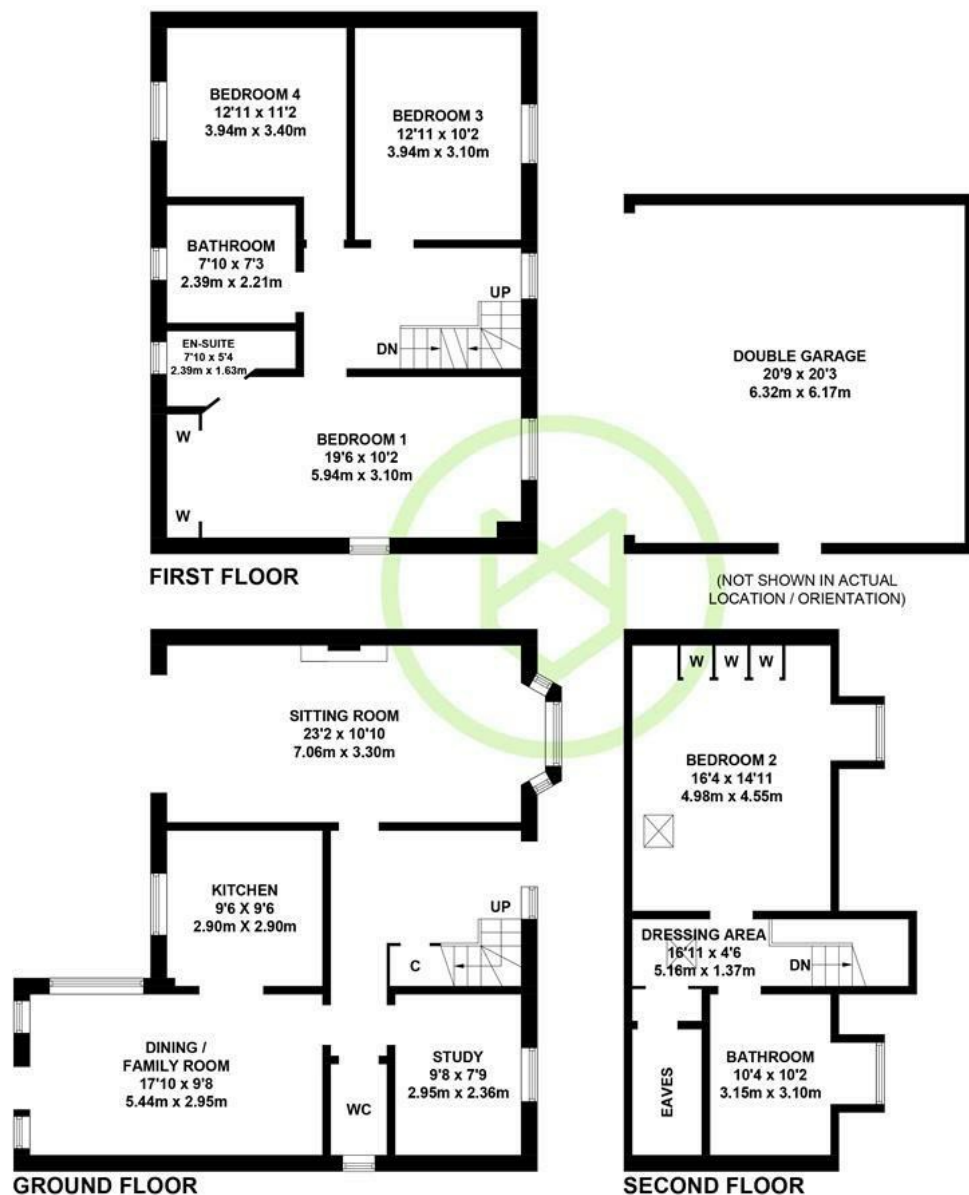 BEDROOM 4
12'11 x 11'2
3.94m x 3.40m
BEDROOM 3
12'11 x 10'2
3.94m x 3.10m
BATHROOM
7'10 x 7'3
2.39m x 2.21m
UP
DN
EN-SUITE
7'10 x 5'4
2.39m x 1.63m
W
W
BEDROOM 1
19'6 x 10'2
5.94m x 3.10m
FIRST FLOOR
DOUBLE GARAGE
20'9 x 20'3
6.32m x 6.17m
(NOT SHOWN IN ACTUAL
LOCATION / ORIENTATION)
SITTING ROOM
23'2 x 10'10
7.06m x 3.30m
KITCHEN
9'6 X 9'6
2.90m X 2.90m
UP
C
DINING /
FAMILY ROOM
17'10 x 9'8
5.44m x 2.95m
STUDY
9'8 x 7'9
2.95m x 2.36m
WC
GROUND FLOOR
W W W
BEDROOM 2
16'4 x 14'11
4.98m x 4.55m
DRESSING AREA
16'11 x 4'6
5.16m x 1.37m
DN
BATHROOM
10'4 x 10'2
3.15m x 3.10m
EAVES
SECOND FLOOR